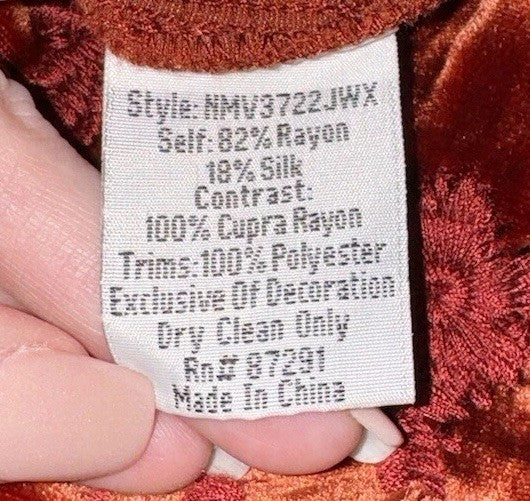 Style: NMV3722JWX
Self: 82% Rayon
18% Silk
Contrast:
100% Cupra Rayon
Trims: 100% Polyester
Exclusive Of Decoration
Dry Clean Only
Rn# 87291
Made In China